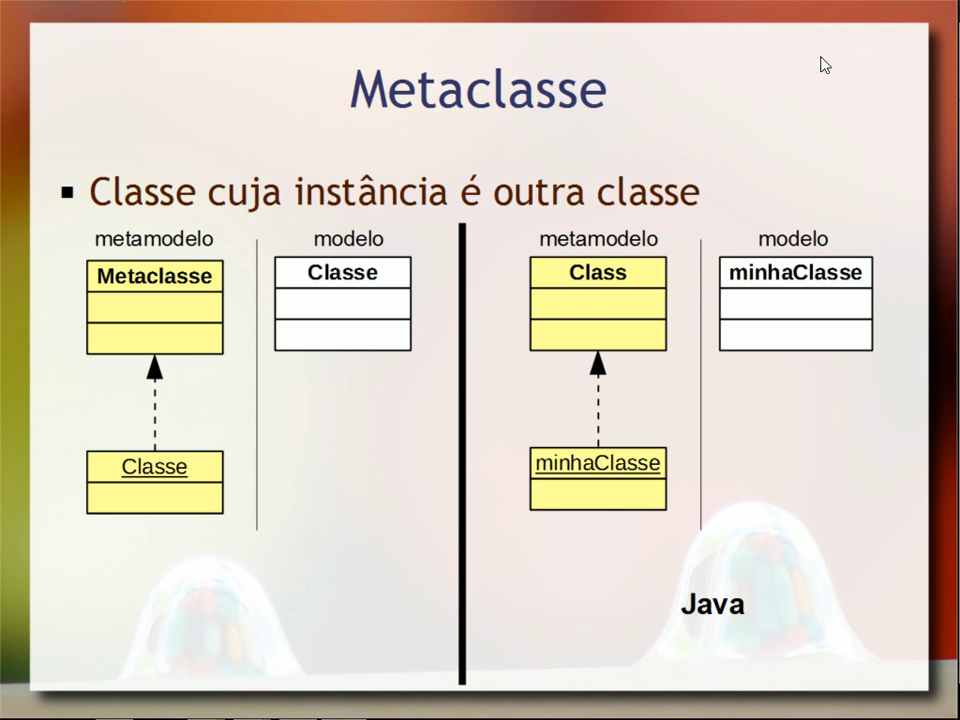 Metaclasse
▪ Classe cuja instância é outra classe
metamodelo
modelo
Metaclasse
Classe
Classe
metamodelo
modelo
Class
minhaClasse
minhaClasse
Java